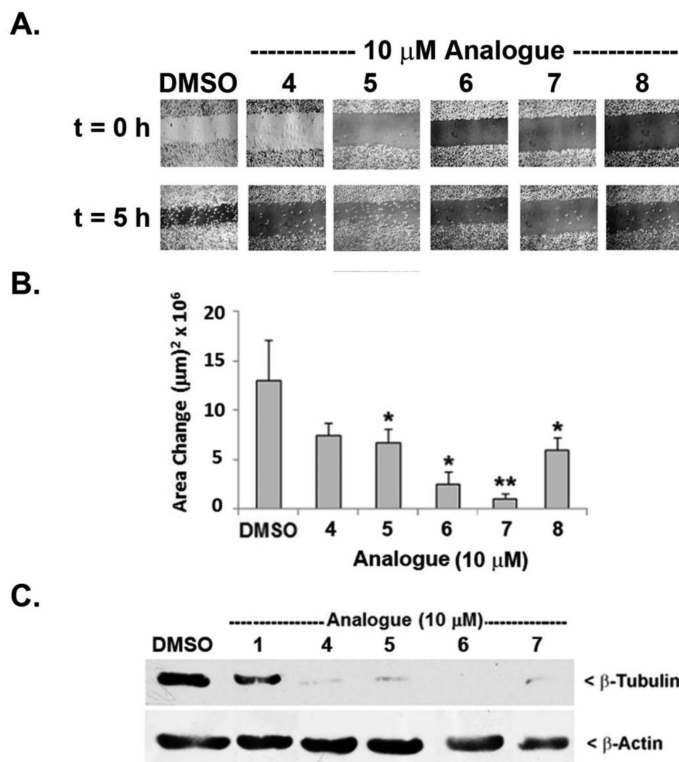 A.
------------ 10 μM Analogue ------------
DMSO 4 5 6 7 8
t = 0 h
t = 5 h
B.
Area Change (μm)² x 10⁶
20
15
10
5
0
* * ** *
DMSO 4 5 6 7 8
Analogue (10 μM)
C.
----------------Analogue (10 μM)--------------
DMSO 1 4 5 6 7
< β-Tubulin
< β-Actin